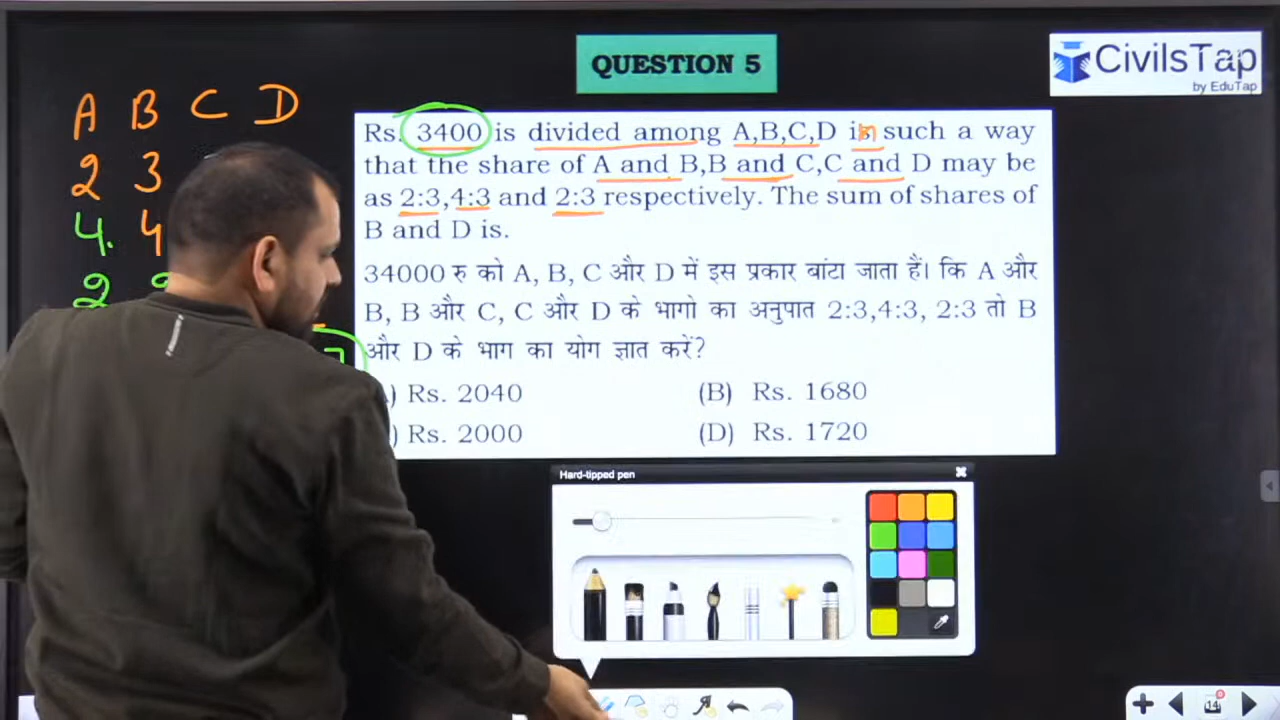 QUESTION 5
CivilsTap
by EduTap
A B C D
2 3
4. 4
2
Rs. 3400 is divided among A,B,C,D in such a way
that the share of A and B,B and C,C and D may be
as 2:3,4:3 and 2:3 respectively. The sum of shares of
B and D is.
34000 रु को A, B, C और D में इस प्रकार बांटा जाता हैं। कि A और
B, B और C, C और D के भागो का अनुपात 2:3,4:3, 2:3 तो B
और D के भाग का योग ज्ञात करें?
) Rs. 2040 (B) Rs. 1680
) Rs. 2000 (D) Rs. 1720
Hard-tipped pen
14